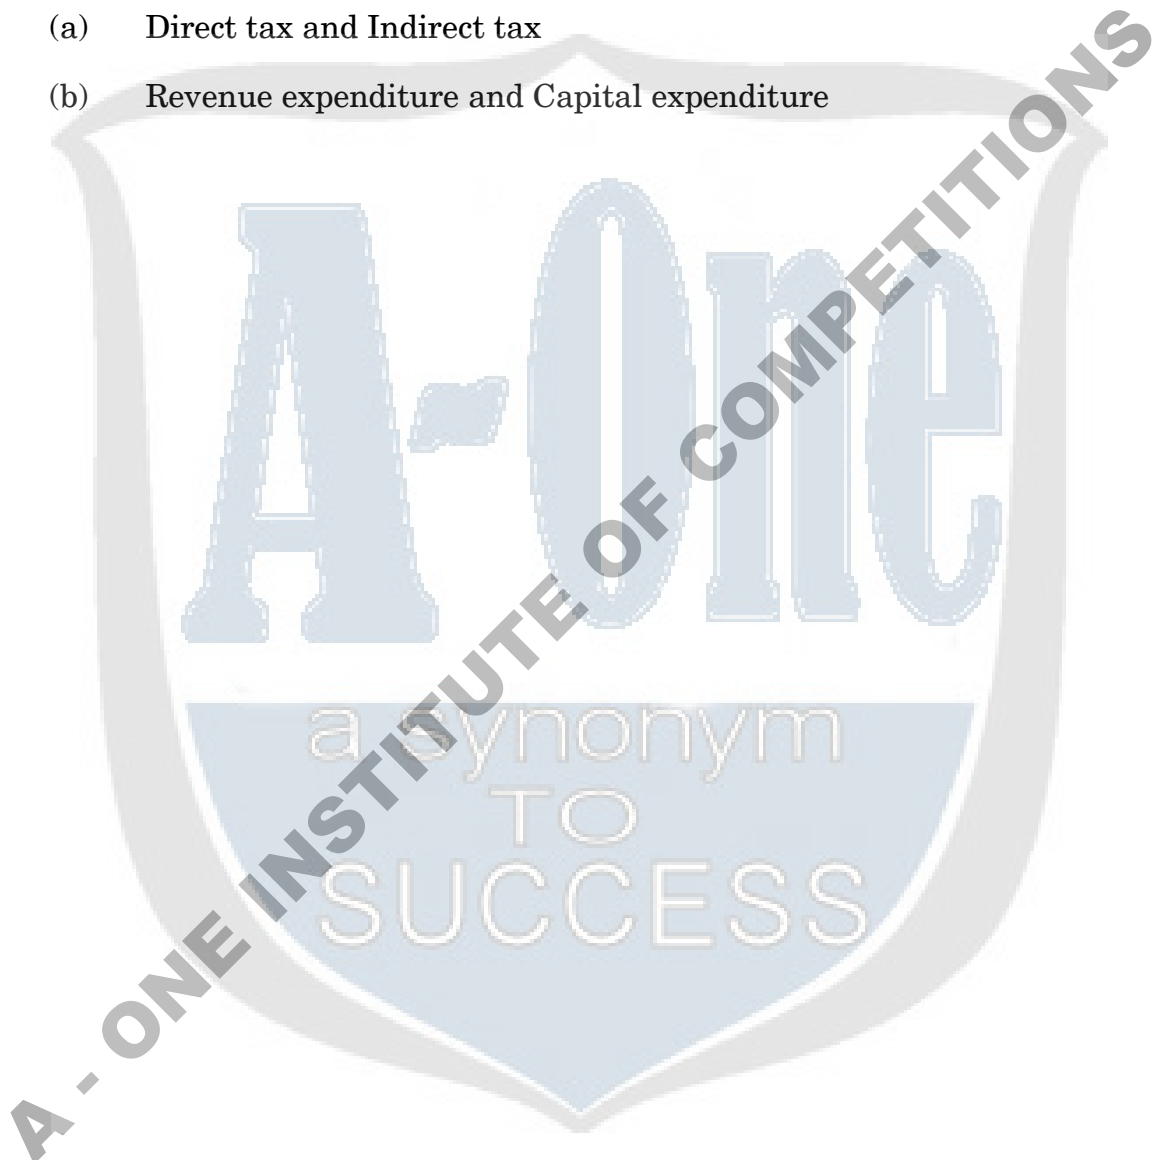 (a) Direct tax and Indirect tax
(b) Revenue expenditure and Capital expenditure
A-One
a synonym
TO
SUCCESS
A - ONE INSTITUTE OF COMPETITIONS